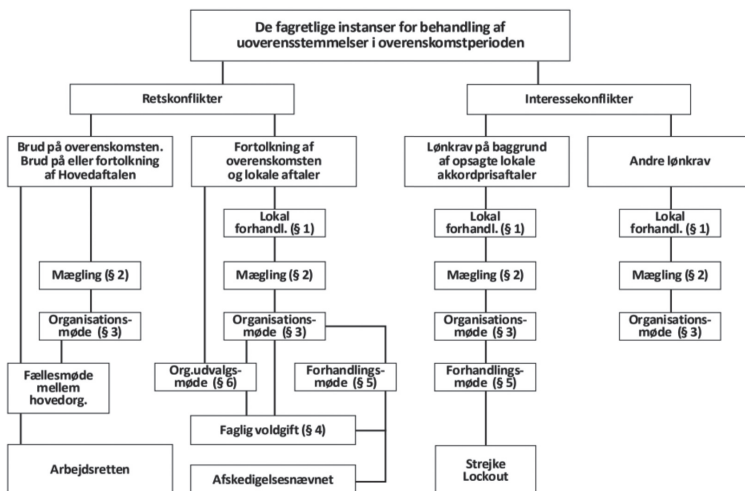 De fagretlige instanser for behandling af
uoverensstemmelser i overenskomstperioden
Retskonflikter
Interessekonflikter
Brud på overenskomsten.
Brud på eller fortolkning
af Hovedaftalen
Fortolkning af
overenskomsten
og lokale aftaler
Lønkrav på baggrund
af opsagte lokale
akkordprisaftaler
Andre lønkrav
Lokal
forhandl. (§ 1)
Lokal
forhandl. (§ 1)
Lokal
forhandl. (§ 1)
Mægling (§ 2)
Mægling (§ 2)
Mægling (§ 2)
Mægling (§ 2)
Organisations-
møde (§ 3)
Organisations-
møde (§ 3)
Organisations-
møde (§ 3)
Organisations-
møde (§ 3)
Fællesmøde
mellem
hovedorg.
Org.udvalgs-
møde (§ 6)
Forhandlings-
møde (§ 5)
Forhandlings-
møde (§ 5)
Faglig voldgift (§ 4)
Arbejdsretten
Afskedigelsesnævnet
Strejke
Lockout